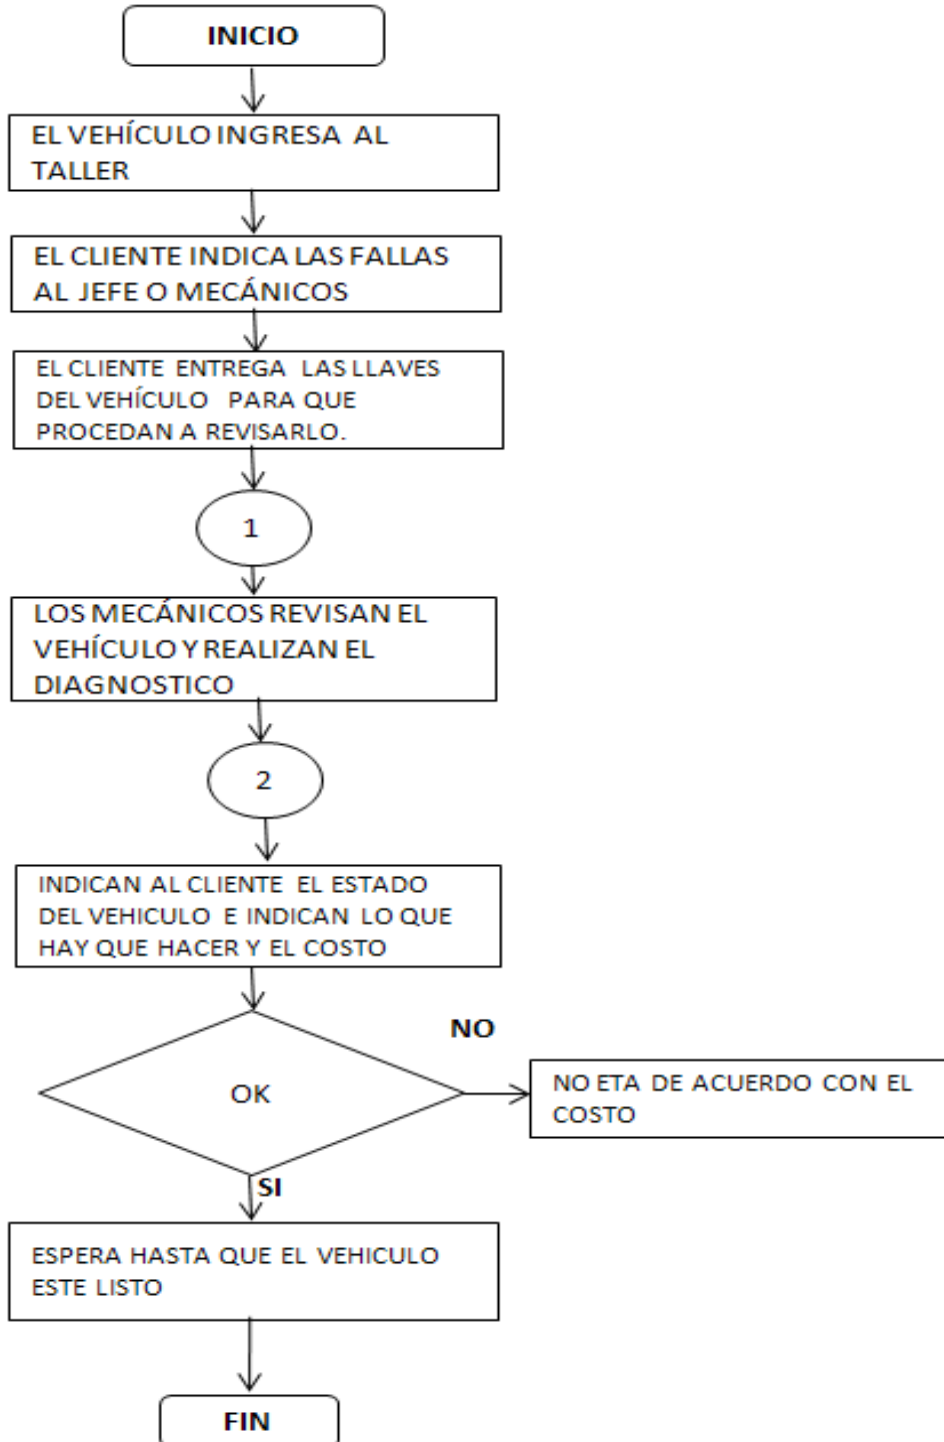 INICIO
EL VEHÍCULO INGRESA AL
TALLER
EL CLIENTE INDICA LAS FALLAS
AL JEFE O MECÁNICOS
EL CLIENTE ENTREGA LAS LLAVES
DEL VEHÍCULO PARA QUE
PROCEDAN A REVISARLO.
1
LOS MECÁNICOS REVISAN EL
VEHÍCULO Y REALIZAN EL
DIAGNOSTICO
2
INDICAN AL CLIENTE EL ESTADO
DEL VEHICULO E INDICAN LO QUE
HAY QUE HACER Y EL COSTO
OK
NO
NO ETA DE ACUERDO CON EL
COSTO
SI
ESPERA HASTA QUE EL VEHICULO
ESTE LISTO
FIN